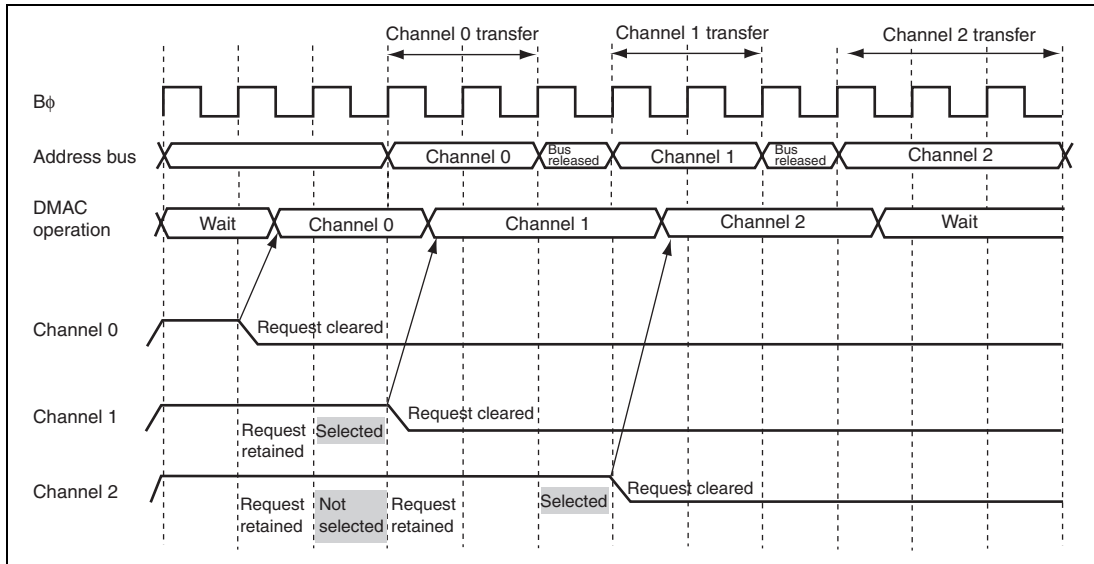 Channel 0 transfer Channel 1 transfer Channel 2 transfer
Bϕ
Address bus Channel 0 Bus released Channel 1 Bus released Channel 2
DMAC operation Wait Channel 0 Channel 1 Channel 2 Wait
Channel 0 Request cleared
Channel 1 Request cleared
Request retained Selected
Channel 2 Request cleared
Request retained Not selected Request retained Selected